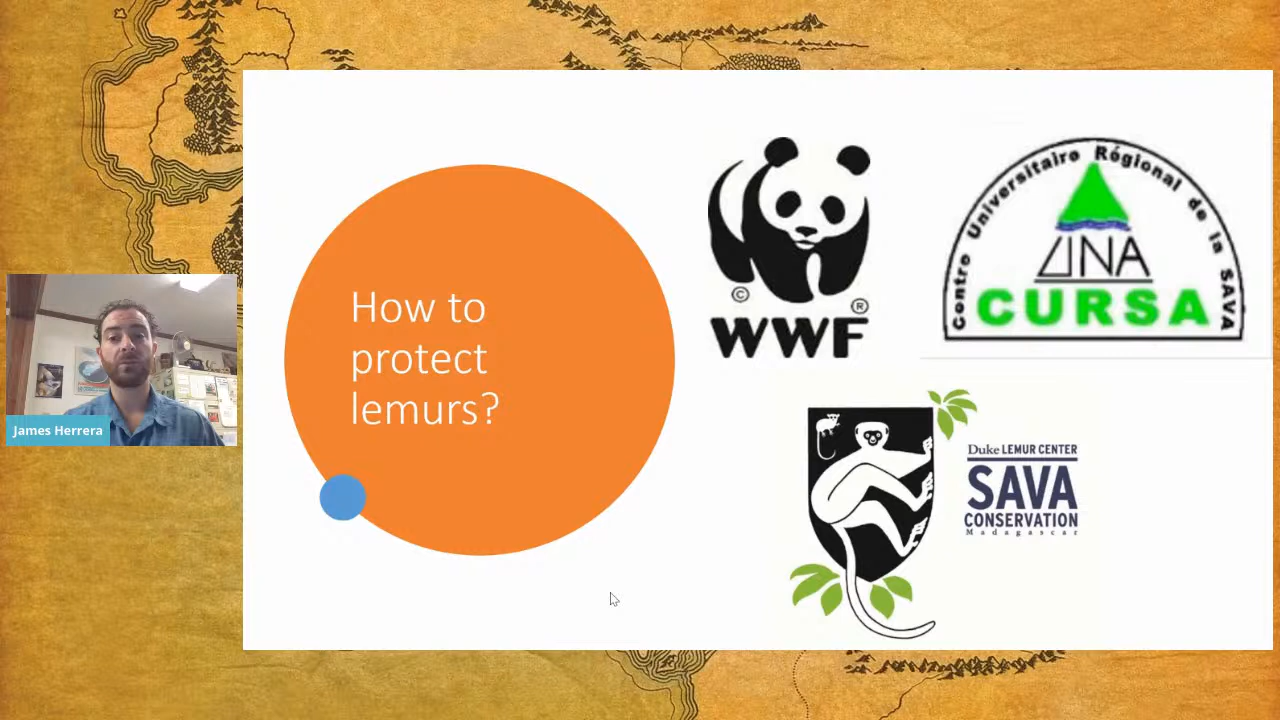 James Herrera
How to
protect
lemurs?
©
®
WWF
Centre Universitaire Régional de la SAVA
UNA
CURSA
Duke LEMUR CENTER
SAVA
CONSERVATION
Madagascar